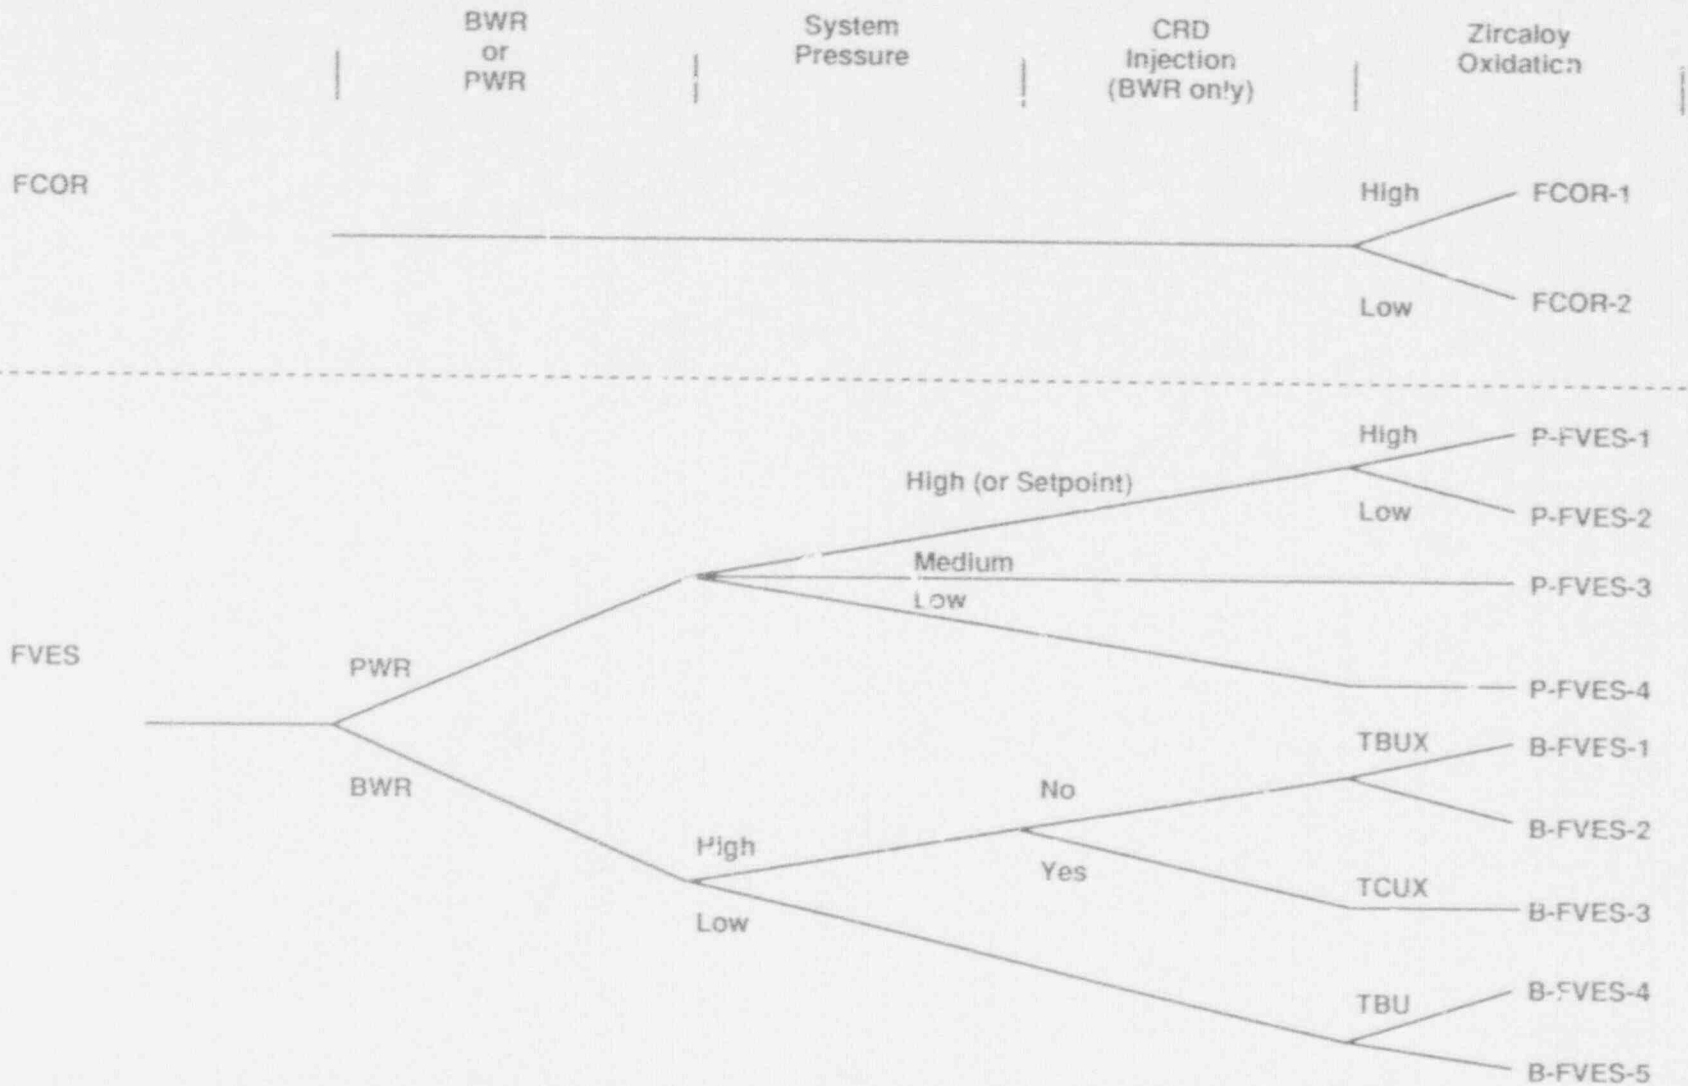 BWR
or
PWR
System
Pressure
CRD
Injection
(BWR only)
Zircaloy
Oxidation
FCOR
High
FCOR-1
Low
FCOR-2
High
P-FVES-1
High (or Setpoint)
Low
P-FVES-2
Medium
P-FVES-3
Low
FVES
PWR
P-FVES-4
TBUX
B-FVES-1
BWR
No
B-FVES-2
High
Yes
TCUX
B-FVES-3
Low
TBU
B-FVES-4
B-FVES-5